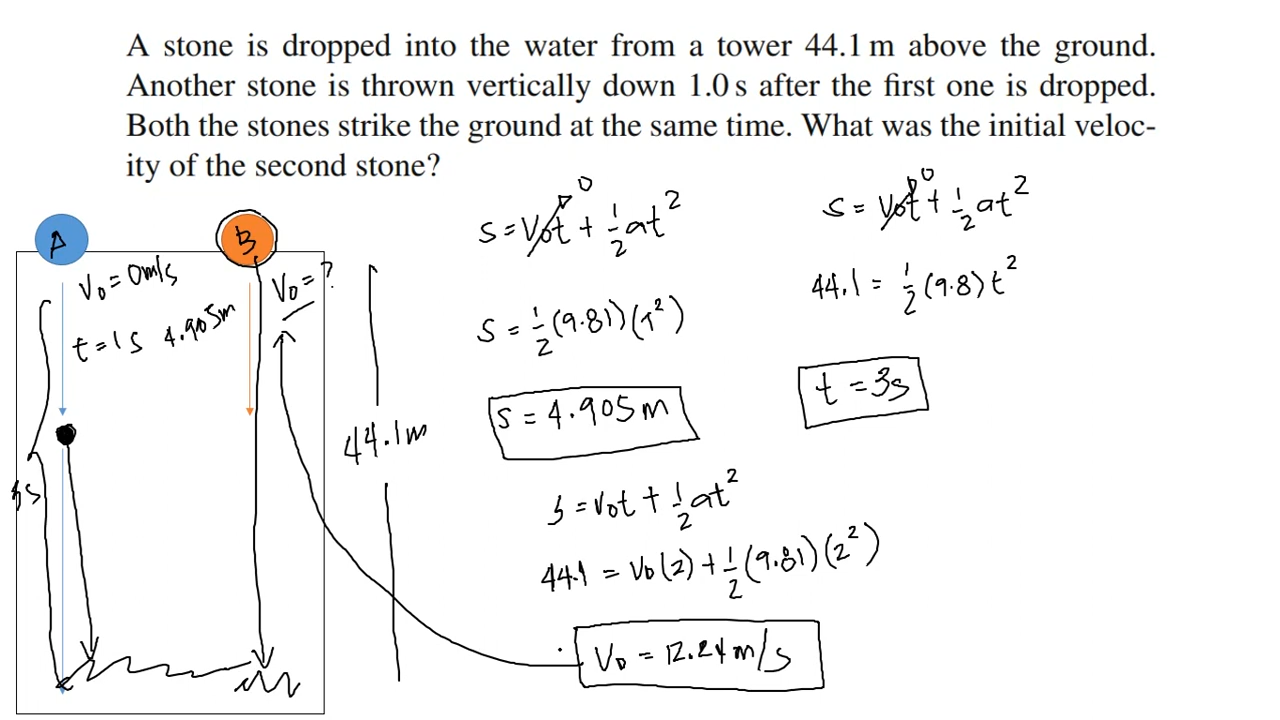 A stone is dropped into the water from a tower 44.1 m above the ground.
Another stone is thrown vertically down 1.0 s after the first one is dropped.
Both the stones strike the ground at the same time. What was the initial veloc-
ity of the second stone?
A
B
V₀ = 0m/s
V₀ = ?
t = 1s 4.905m
44.1m
S = V₀t + 1/2 at² 0
S = 1/2 (9.81)(1²)
S = 4.905m
S = V₀t + 1/2 at²
44.1 = V₀(2) + 1/2 (9.81)(2²)
V₀ = 12.24m/s
S = V₀t + 1/2 at² 0
44.1 = 1/2 (9.8)t²
t = 3s